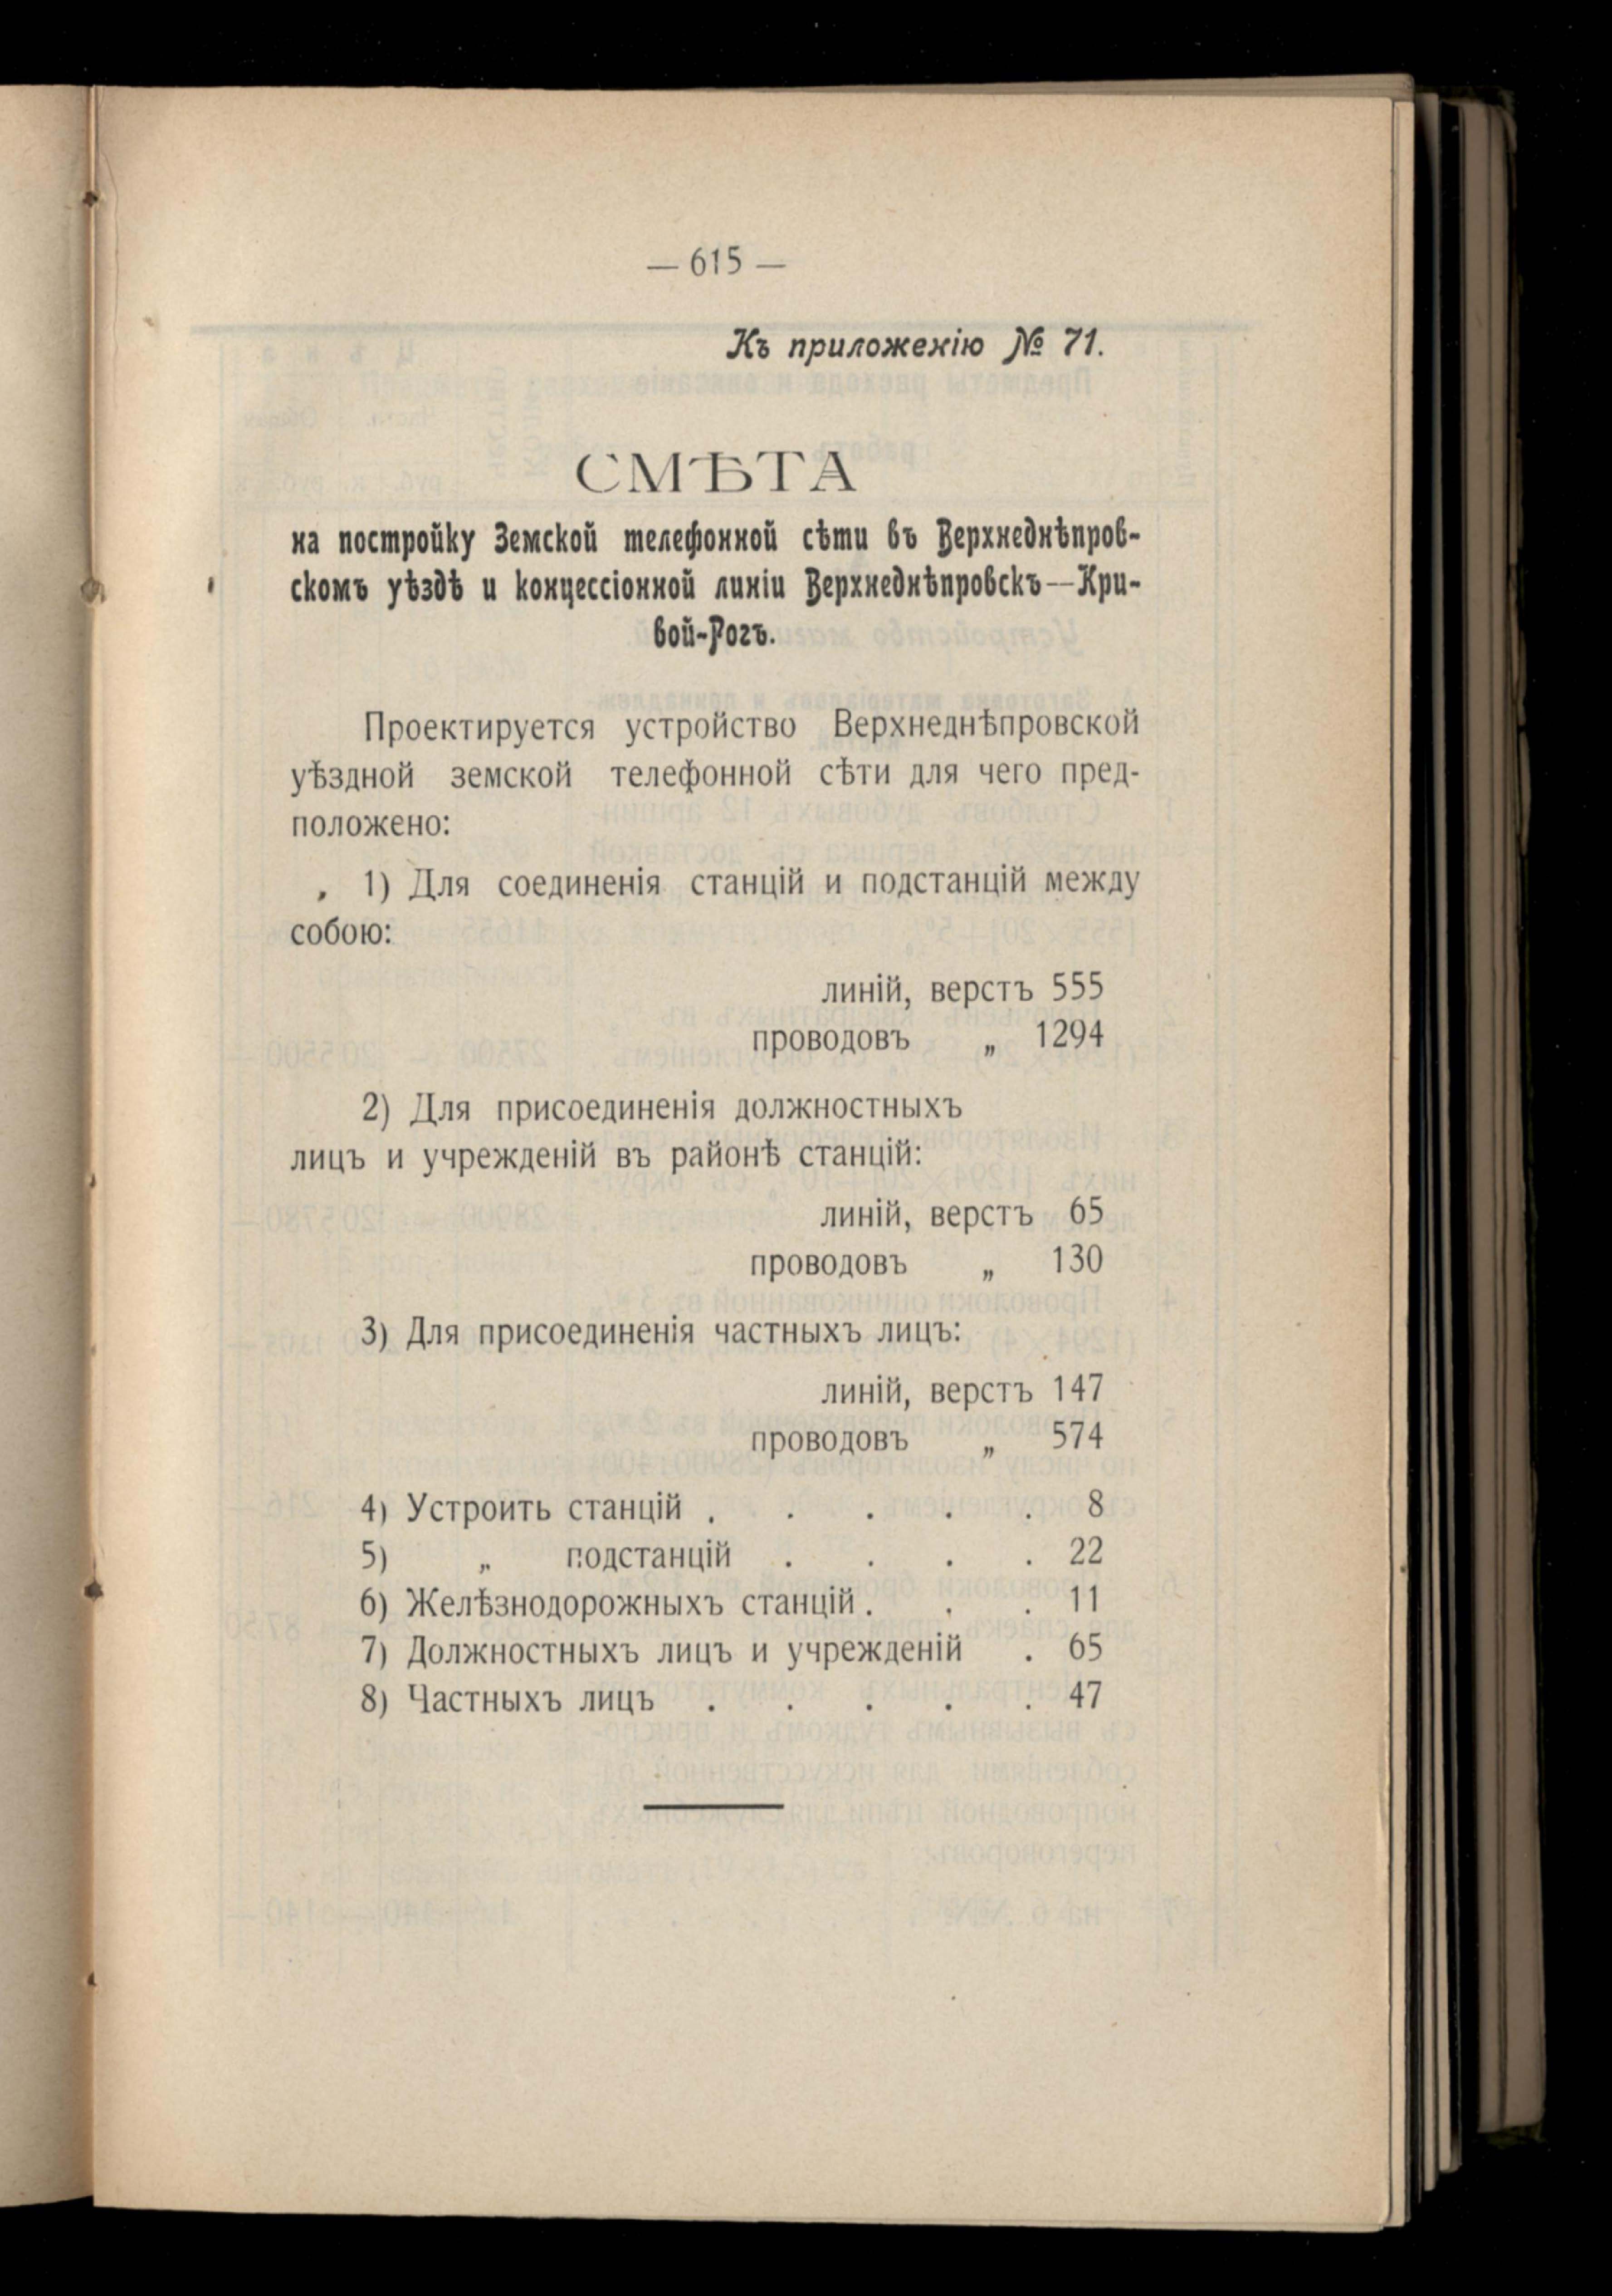 — 615 —
Къ приложенію № 71.
СМѢТА
на постройку Земской телефонной сѣти въ Верхнеднѣпров-
скомъ уѣздѣ и концессіонной линіи Верхнеднѣпровскъ—Кри-
вой-Рогъ.
Проектируется устройство Верхнеднѣпровской
уѣздной земской телефонной сѣти для чего пред-
положено:
1) Для соединенія станцій и подстанцій между
собою:
линій, верстъ 555
проводовъ „ 1294
2) Для присоединенія должностныхъ
лицъ и учрежденій въ районѣ станцій:
линій, верстъ 65
проводовъ „ 130
3) Для присоединенія частныхъ лицъ:
линій, верстъ 147
проводовъ „ 574
4) Устроить станцій . . . . . 8
5) „ подстанцій . . . . 22
6) Желѣзнодорожныхъ станцій . . . 11
7) Должностныхъ лицъ и учрежденій . 65
8) Частныхъ лицъ . . . . . 47